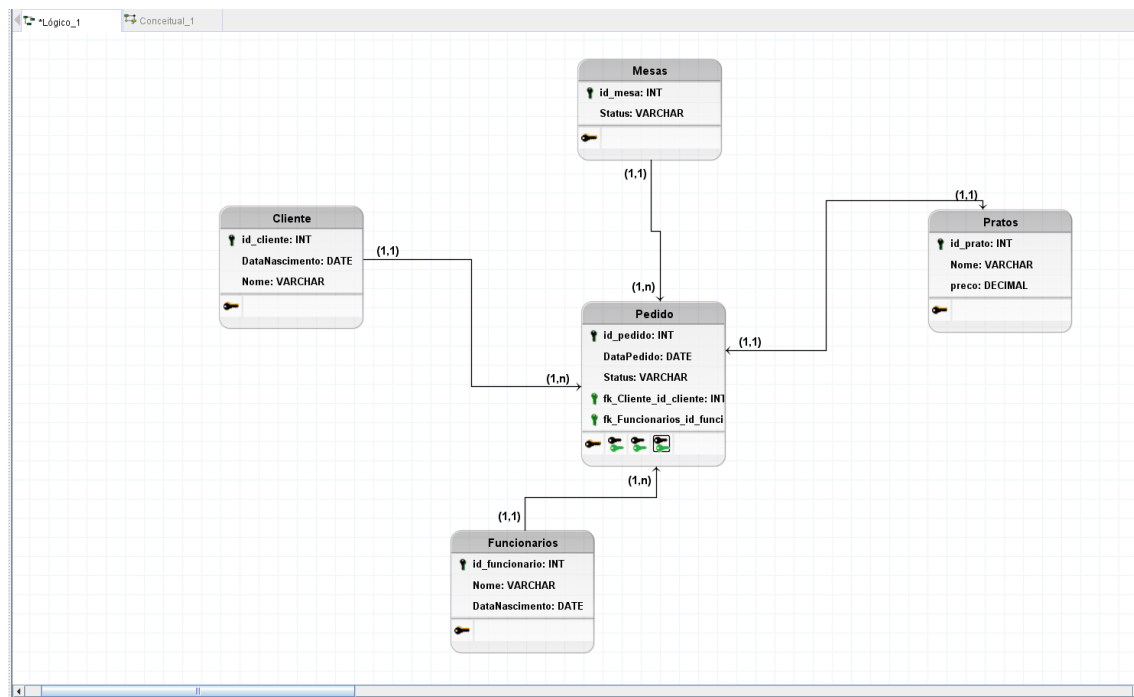 *Lógico_1
Conceitual_1
Mesas
id_mesa: INT
Status: VARCHAR
(1,1)
(1,1)
Pratos
id_prato: INT
Nome: VARCHAR
preco: DECIMAL
Cliente
id_cliente: INT
DataNascimento: DATE
Nome: VARCHAR
(1,1)
(1,n)
Pedido
id_pedido: INT
DataPedido: DATE
Status: VARCHAR
fk_Cliente_id_cliente: INT
fk_Funcionarios_id_funci
(1,1)
(1,n)
(1,n)
(1,1)
Funcionarios
id_funcionario: INT
Nome: VARCHAR
DataNascimento: DATE